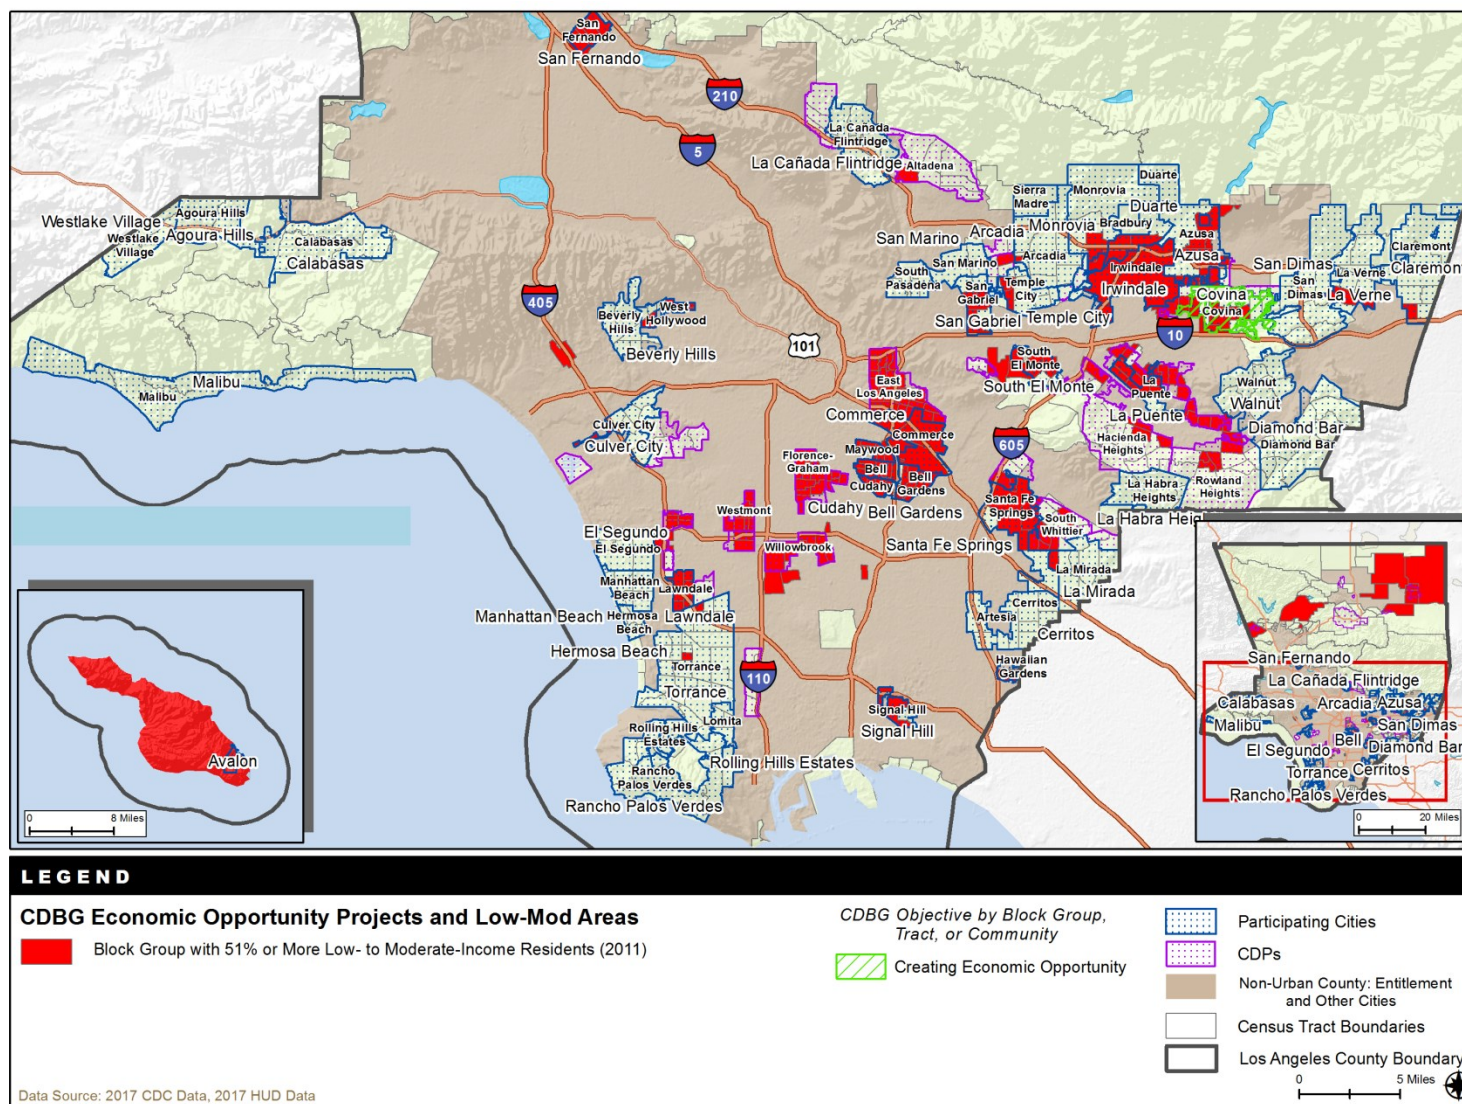 San
Fernando
San Fernando
210
5
La Cañada
Flintridge
La Cañada Flintridge
Altadena
Duarte
Monrovia
Sierra
Madre
Duarte
Bradbury
Monrovia
Arcadia
San Marino
Azusa
Azusa
Westlake Village
Agoura Hills
Agoura Hills
Westlake
Village
Calabasas
Calabasas
San Marino
Arcadia
South
Pasadena
San
Gabriel
Temple
City
Irwindale
Irwindale
San Dimas
San
Dimas
La Verne
La Verne
Claremont
Claremont
Covina
Covina
San Gabriel
Temple City
405
Beverly
Hills
West
Hollywood
Beverly Hills
101
10
South
El Monte
South El Monte
La
Puente
La Puente
Walnut
Walnut
Diamond Bar
Diamond Bar
Malibu
Malibu
East
Los Angeles
Commerce
Commerce
Culver City
Culver City
605
Maywood
Bell
Cudahy
Bell
Gardens
Florence-
Graham
Cudahy
Bell Gardens
Hacienda
Heights
Rowland
Heights
La Habra
Heights
La Habra Heig
Santa Fe
Springs
South
Whittier
Santa Fe Springs
Westmont
Willowbrook
El Segundo
El Segundo
La Mirada
La Mirada
Manhattan
Beach
Lawndale
Manhattan Beach
Hermosa
Beach
Lawndale
Hermosa Beach
Cerritos
Artesia
Cerritos
Hawaiian
Gardens
Torrance
Torrance
110
Lomita
Signal Hill
Signal Hill
Rolling Hills
Estates
Rolling Hills Estates
Rancho
Palos Verdes
Rancho Palos Verdes
Avalon
0 8 Miles
San Fernando
La Cañada Flintridge
Calabasas
Arcadia
Azusa
Malibu
San Dimas
El Segundo
Bell
Diamond Bar
Torrance
Cerritos
Rancho Palos Verdes
0 20 Miles
LEGEND
CDBG Economic Opportunity Projects and Low-Mod Areas
Block Group with 51% or More Low- to Moderate-Income Residents (2011)
CDBG Objective by Block Group,
Tract, or Community
Creating Economic Opportunity
Participating Cities
CDPs
Non-Urban County: Entitlement
and Other Cities
Census Tract Boundaries
Los Angeles County Boundary
0 5 Miles
Data Source: 2017 CDC Data, 2017 HUD Data